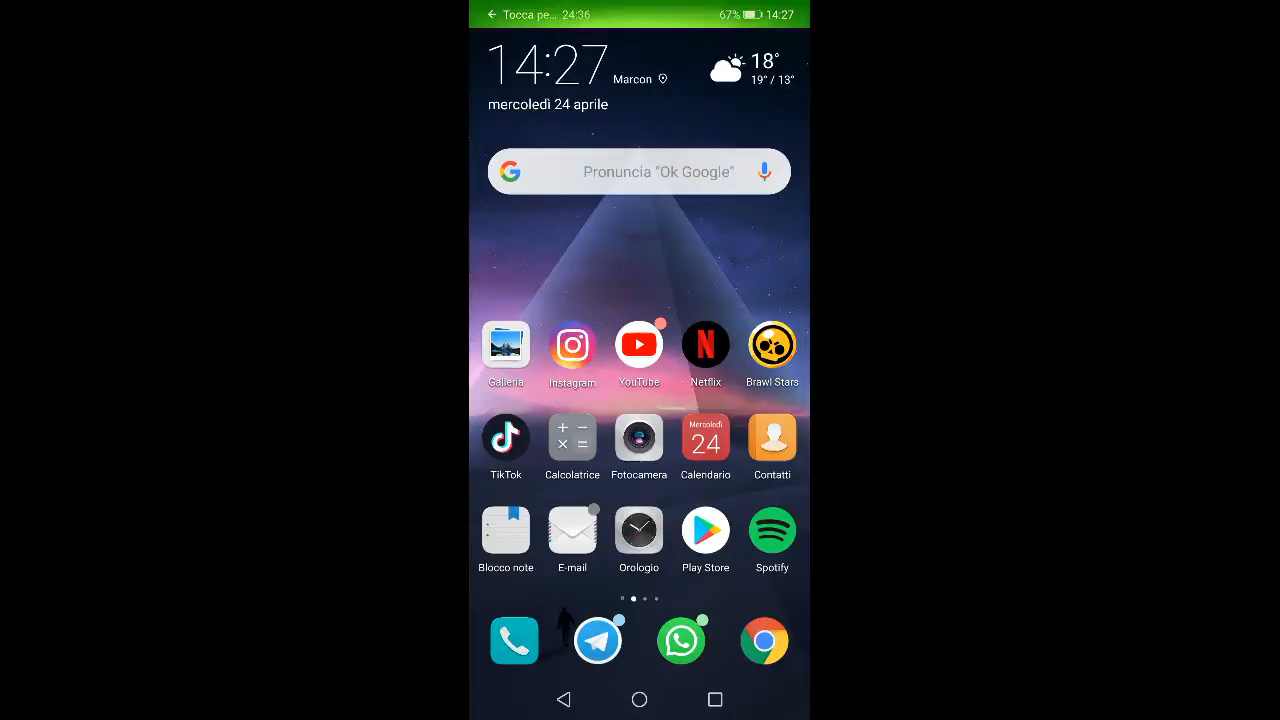 Tocca pe... 24:36
67% 14:27
14:27 Marcon
18°
19° / 13°
mercoledì 24 aprile
Pronuncia "Ok Google"
Galleria
Instagram
YouTube
Netflix
Brawl Stars
TikTok
Calcolatrice
Fotocamera
Mercoledì
24
Calendario
Contatti
Blocco note
E-mail
Orologio
Play Store
Spotify